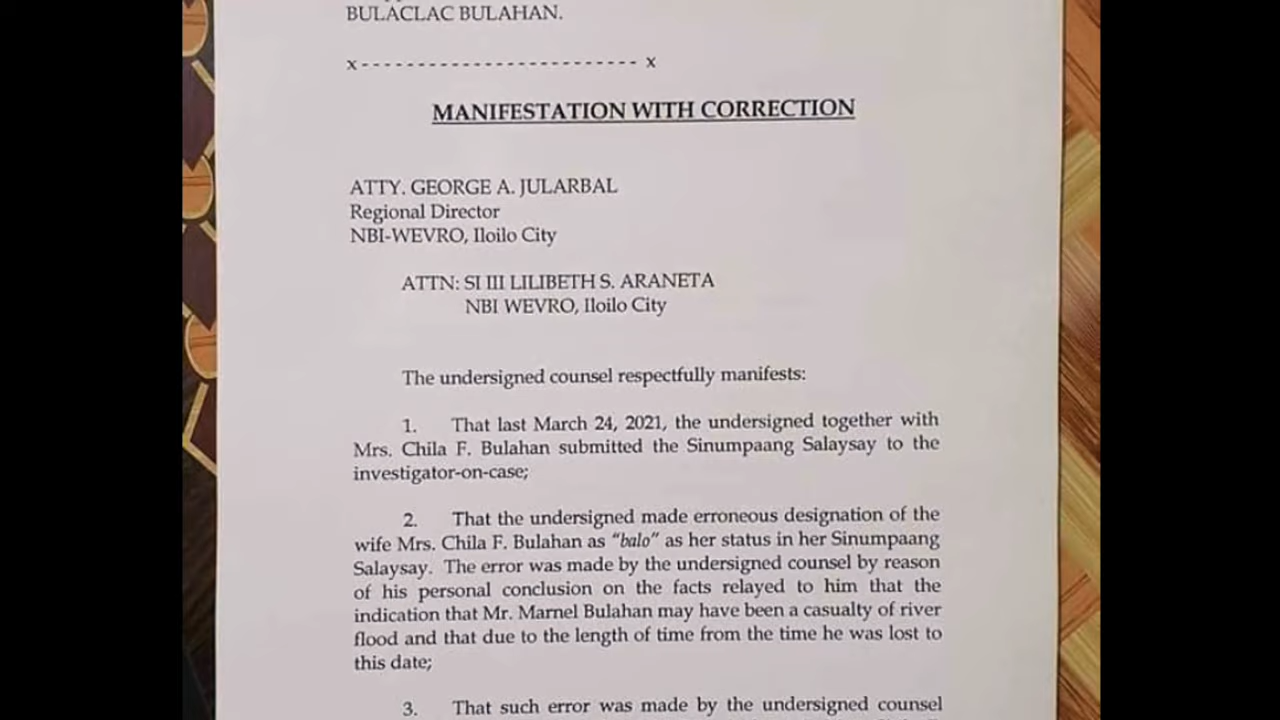 BULACLAC BULAHAN.
x- - - - - - - - - - - - - - - - - - - - - - - - - x
MANIFESTATION WITH CORRECTION
ATTY. GEORGE A. JULARBAL
Regional Director
NBI-WEVRO, Iloilo City
ATTN: SI III LILIBETH S. ARANETA
NBI WEVRO, Iloilo City
The undersigned counsel respectfully manifests:
1. That last March 24, 2021, the undersigned together with
Mrs. Chila F. Bulahan submitted the Sinumpaang Salaysay to the
investigator-on-case;
2. That the undersigned made erroneous designation of the
wife Mrs. Chila F. Bulahan as "balo" as her status in her Sinumpaang
Salaysay. The error was made by the undersigned counsel by reason
of his personal conclusion on the facts relayed to him that the
indication that Mr. Marnel Bulahan may have been a casualty of river
flood and that due to the length of time from the time he was lost to
this date;
3. That such error was made by the undersigned counsel